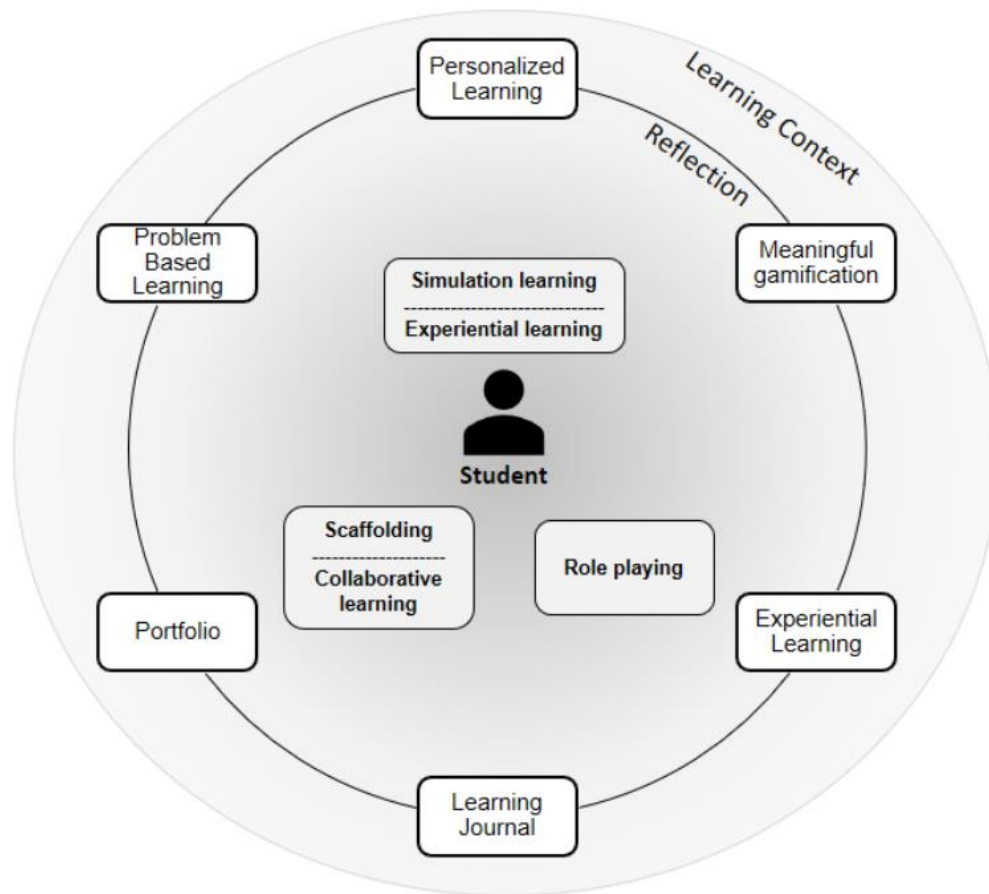 Personalized
Learning
Learning Context
Reflection
Problem
Based
Learning
Meaningful
gamification
Simulation learning
Experiential learning
Student
Scaffolding
Collaborative
learning
Role playing
Portfolio
Experiential
Learning
Learning
Journal